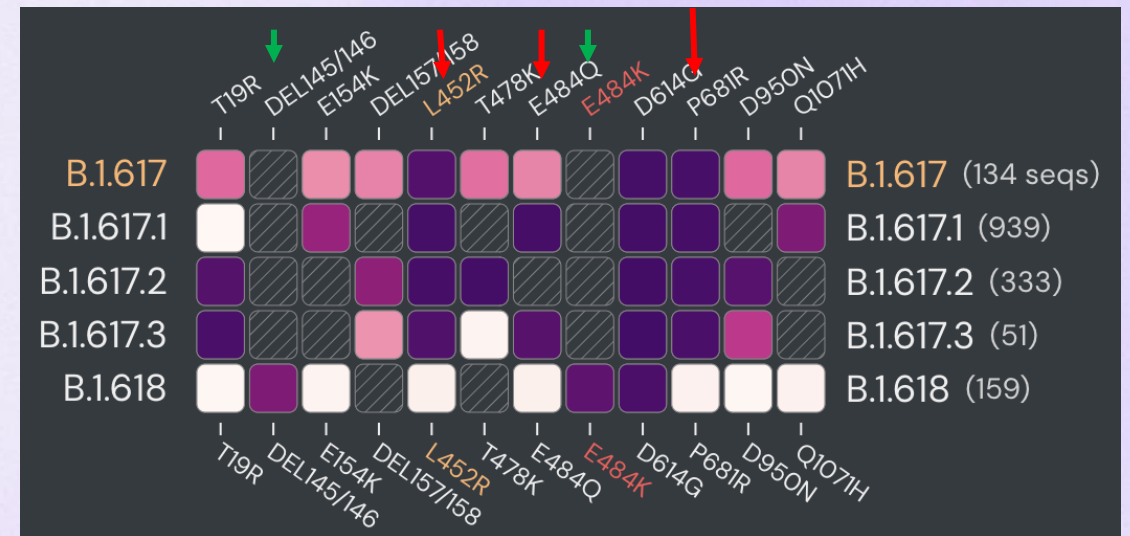 T19R DEL145/146 E154K DEL157/158 L452R T478K E484Q E484K D614G P681R D950N Q1071H
B.1.617 B.1.617 (134 seqs)
B.1.617.1 B.1.617.1 (939)
B.1.617.2 B.1.617.2 (333)
B.1.617.3 B.1.617.3 (51)
B.1.618 B.1.618 (159)
T19R DEL145/146 E154K DEL157/158 L452R T478K E484Q E484K D614G P681R D950N Q1071H